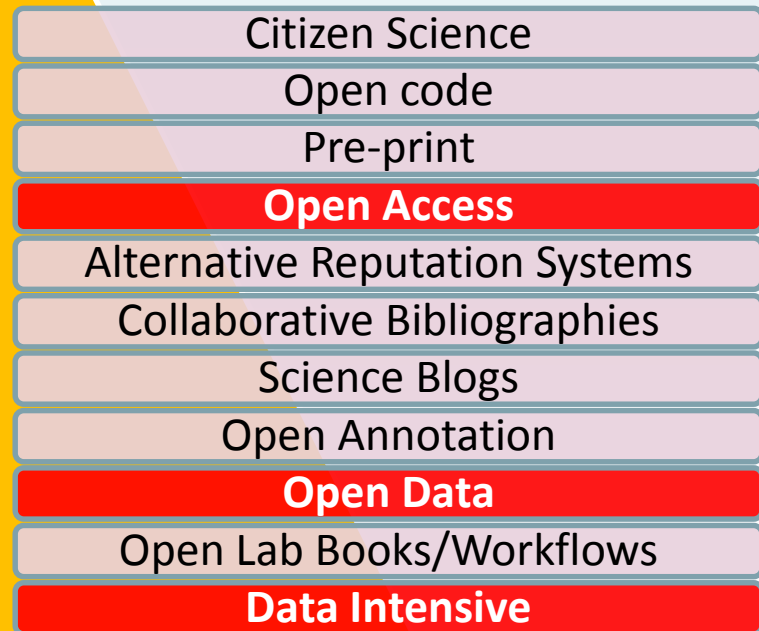 Citizen Science
Open code
Pre-print
Open Access
Alternative Reputation Systems
Collaborative Bibliographies
Science Blogs
Open Annotation
Open Data
Open Lab Books/Workflows
Data Intensive